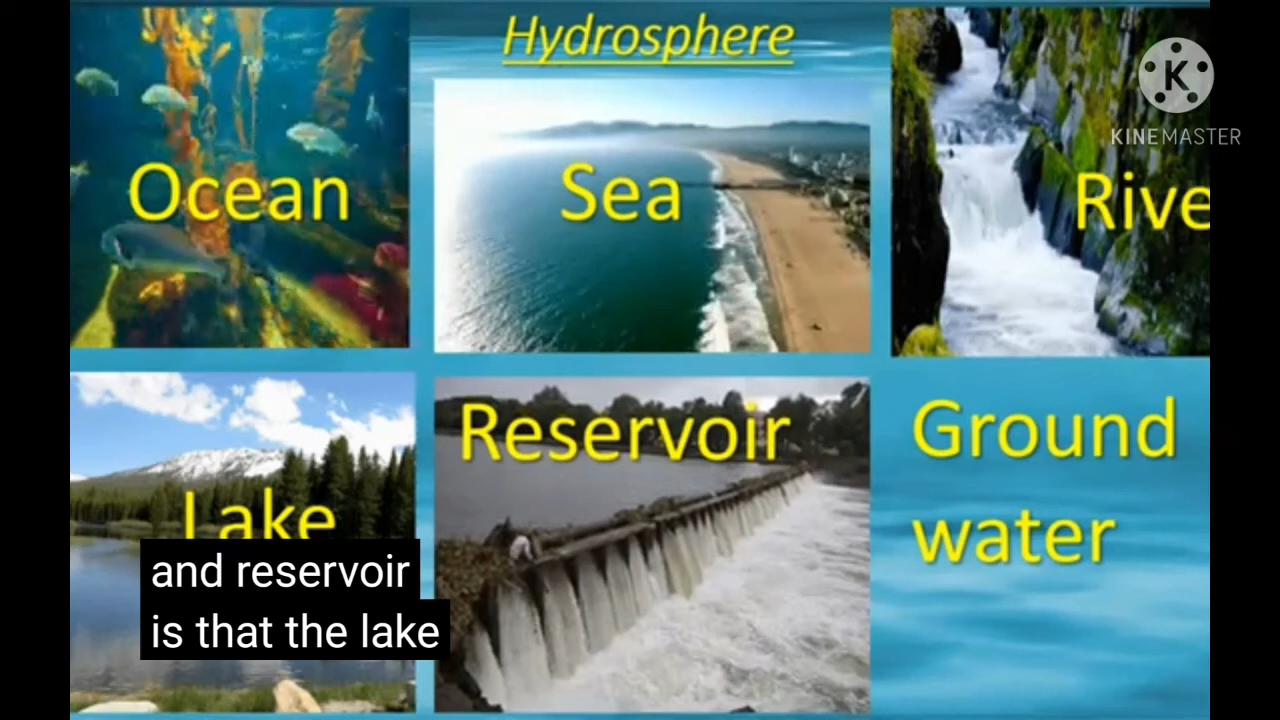 Hydrosphere
K
KINEMASTER
Ocean
Sea
Rive
Lake
Reservoir
Ground
water
and reservoir
is that the lake